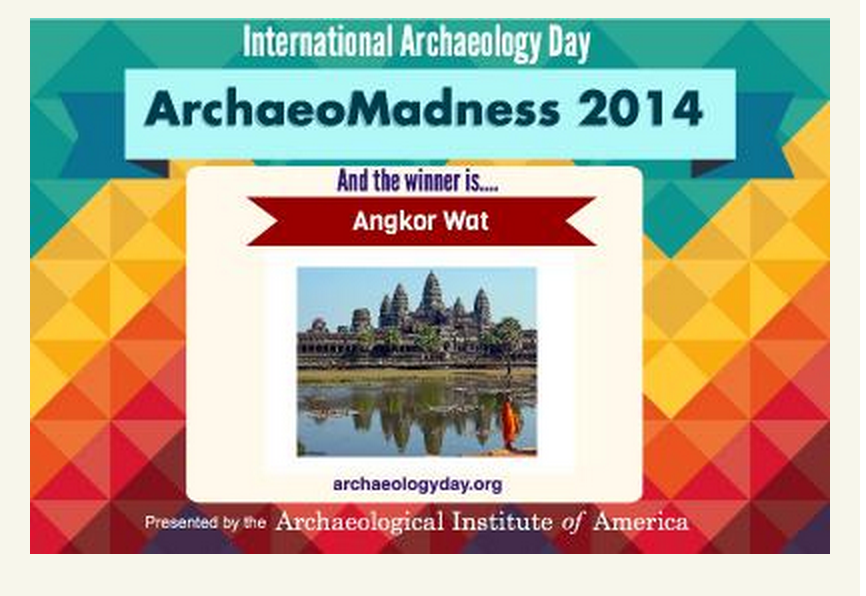 International Archaeology Day
ArchaeoMadness 2014
And the winner is....
Angkor Wat
archaeologyday.org
Presented by the Archaeological Institute of America